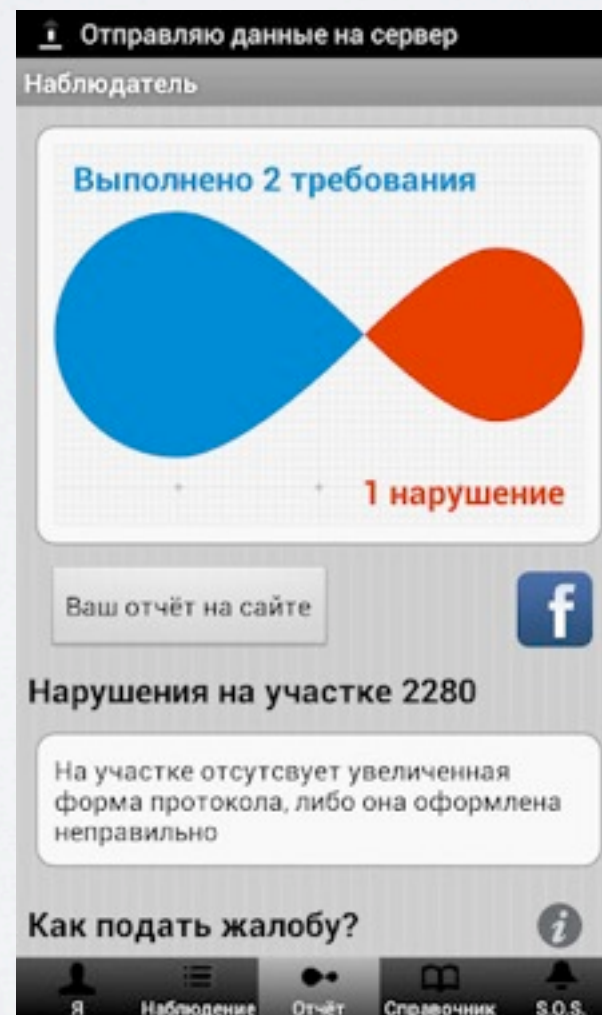 Отправляю данные на сервер
Наблюдатель
Выполнено 2 требования
1 нарушение
Ваш отчёт на сайте
f
Нарушения на участке 2280
На участке отсутсвует увеличенная
форма протокола, либо она оформлена
неправильно
Как подать жалобу?
i
Я Наблюдение Отчёт Справочник S.O.S.